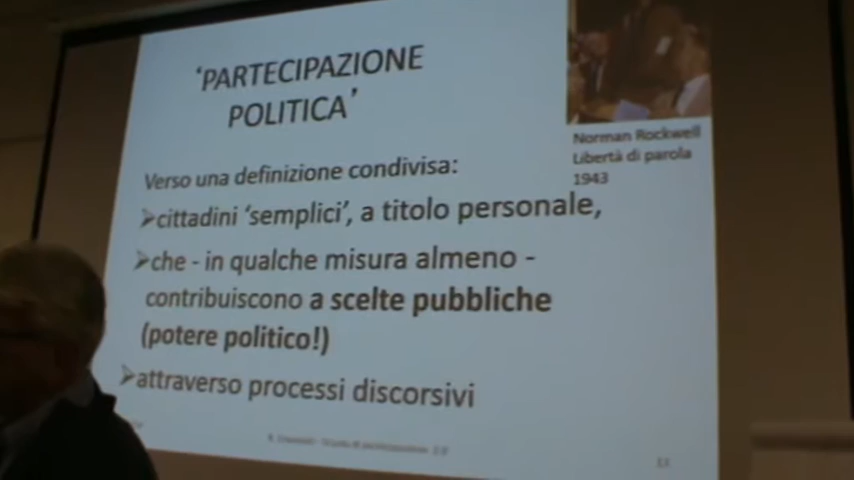 ‘PARTECIPAZIONE
POLITICA’
Norman Rockwell
Libertà di parola
1943
Verso una definizione condivisa:
➢cittadini ‘semplici’, a titolo personale,
➢che - in qualche misura almeno -
contribuiscono a scelte pubbliche
(potere politico!)
➢attraverso processi discorsivi